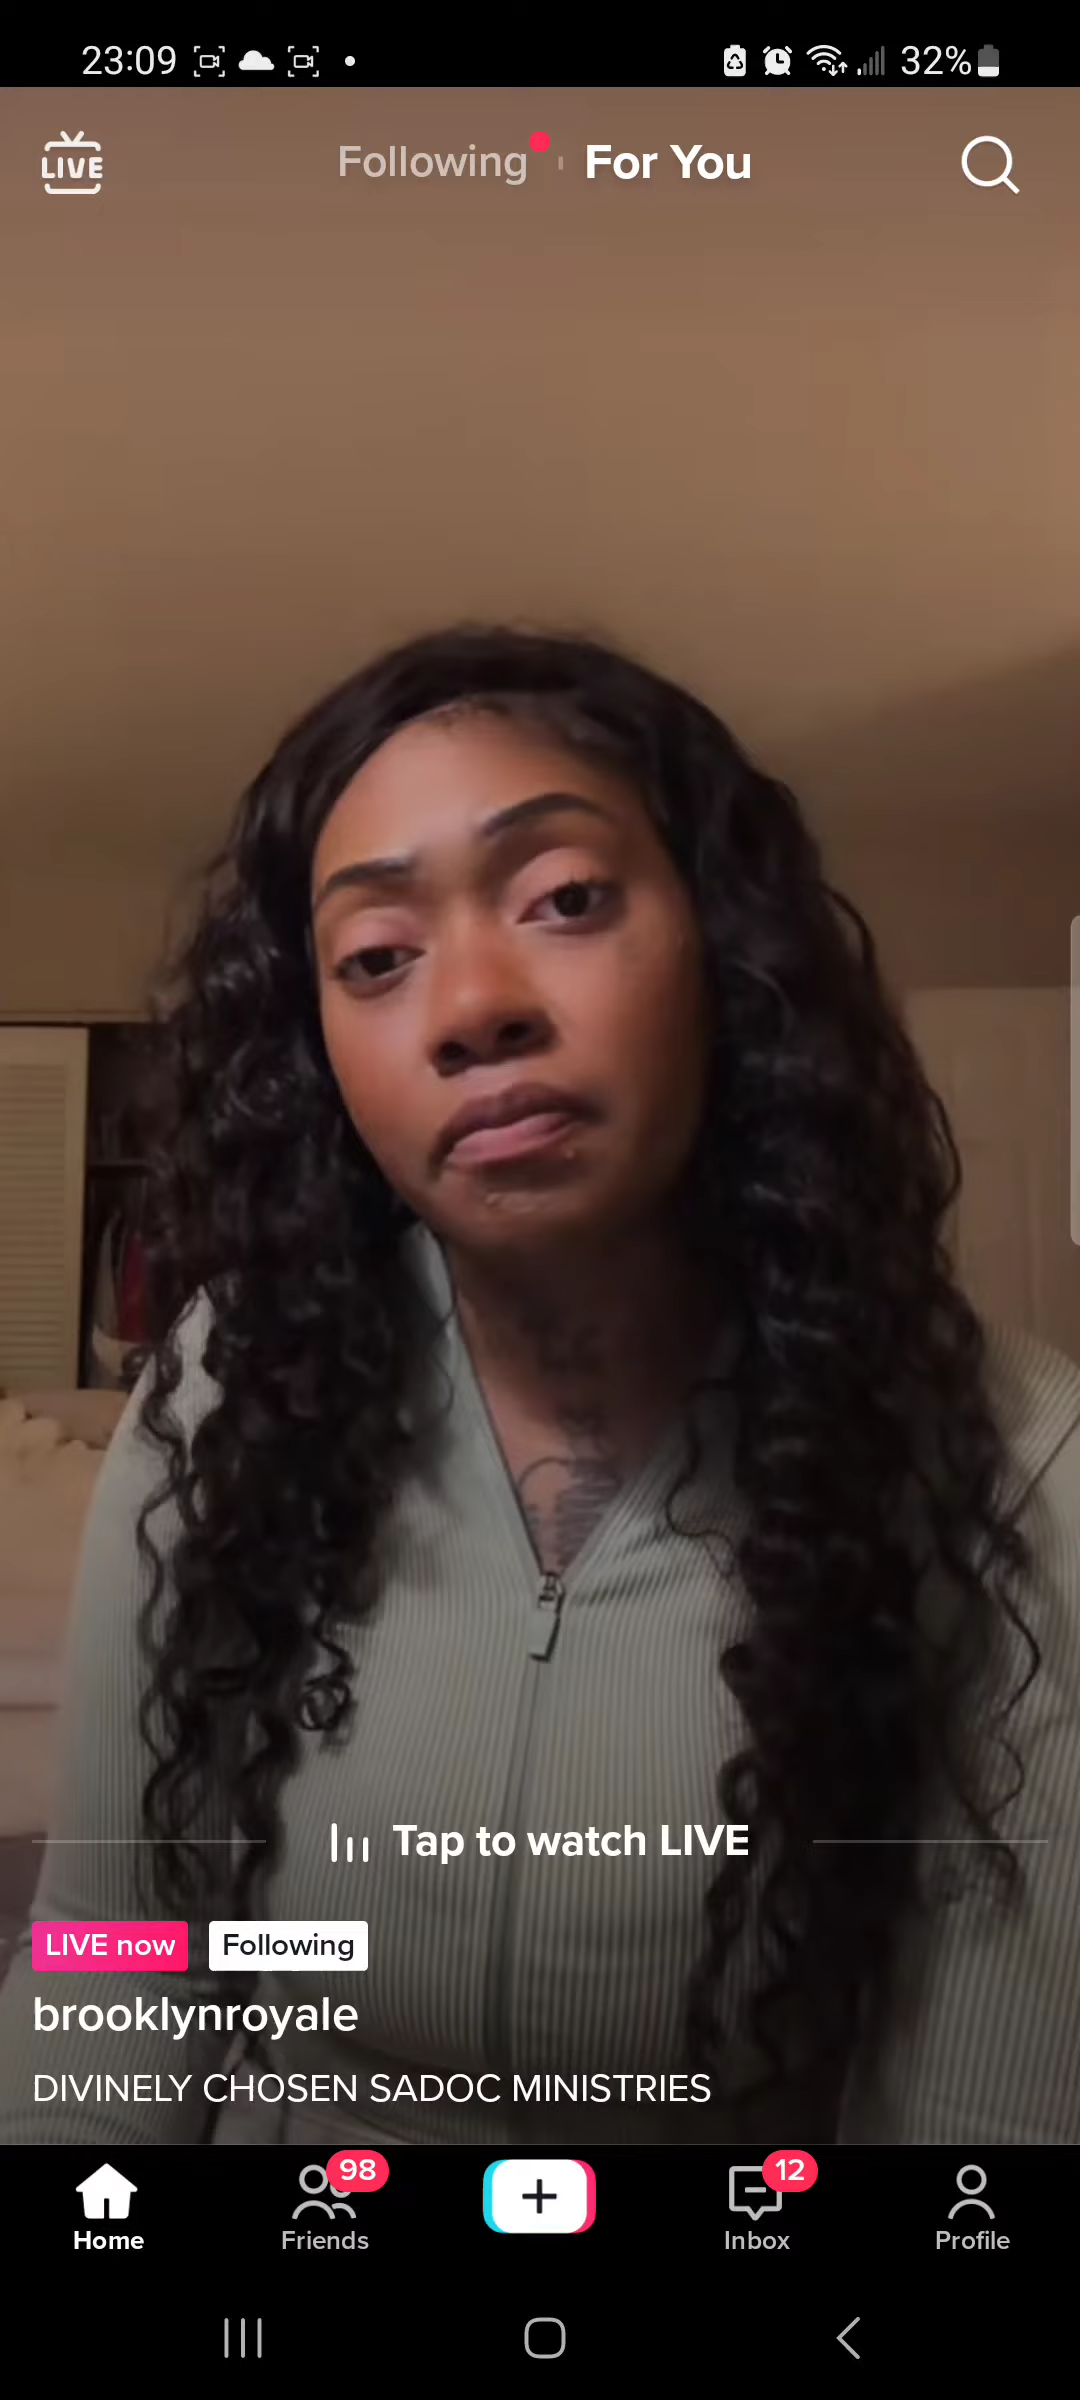 23:09
32%
LIVE
Following
For You
Tap to watch LIVE
LIVE now
Following
brooklynroyale
DIVINELY CHOSEN SADOC MINISTRIES
98
12
Home
Friends
Inbox
Profile